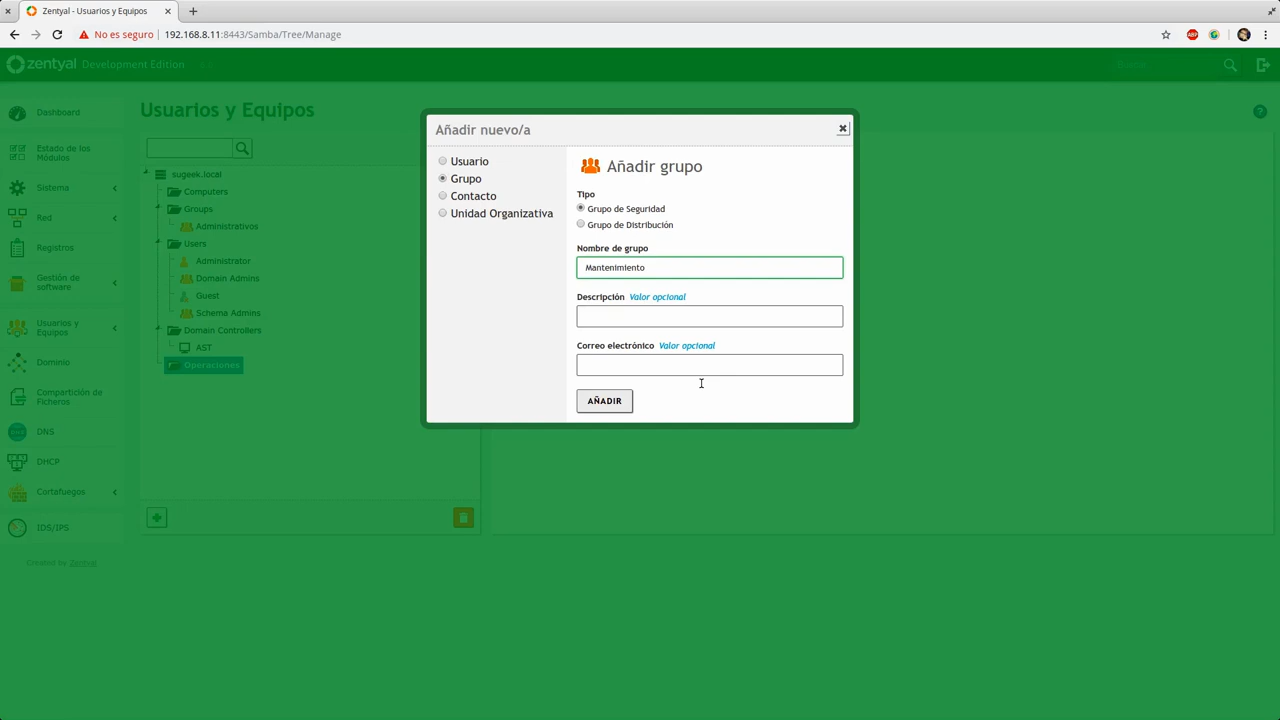 Zentyal - Usuarios y Equipos
No es seguro
192.168.8.11:8443/Samba/Tree/Manage
ABP
zentyal Development Edition
Usuarios y Equipos
Dashboard
Estado de los
Módulos
Sistema
Red
Registros
Gestión de
software
Usuarios y
Equipos
Dominio
Compartición de
Ficheros
DNS
DHCP
Cortafuegos
IDS/IPS
Created by Zentyal
sugeek.local
Computers
Groups
Administrativos
Users
Administrator
Domain Admins
Guest
Schema Admins
Domain Controllers
AST
Operaciones
Añadir nuevo/a
Usuario
Grupo
Contacto
Unidad Organizativa
Añadir grupo
Tipo
Grupo de Seguridad
Grupo de Distribución
Nombre de grupo
Mantenimiento
Descripción Valor opcional
Correo electrónico Valor opcional
AÑADIR